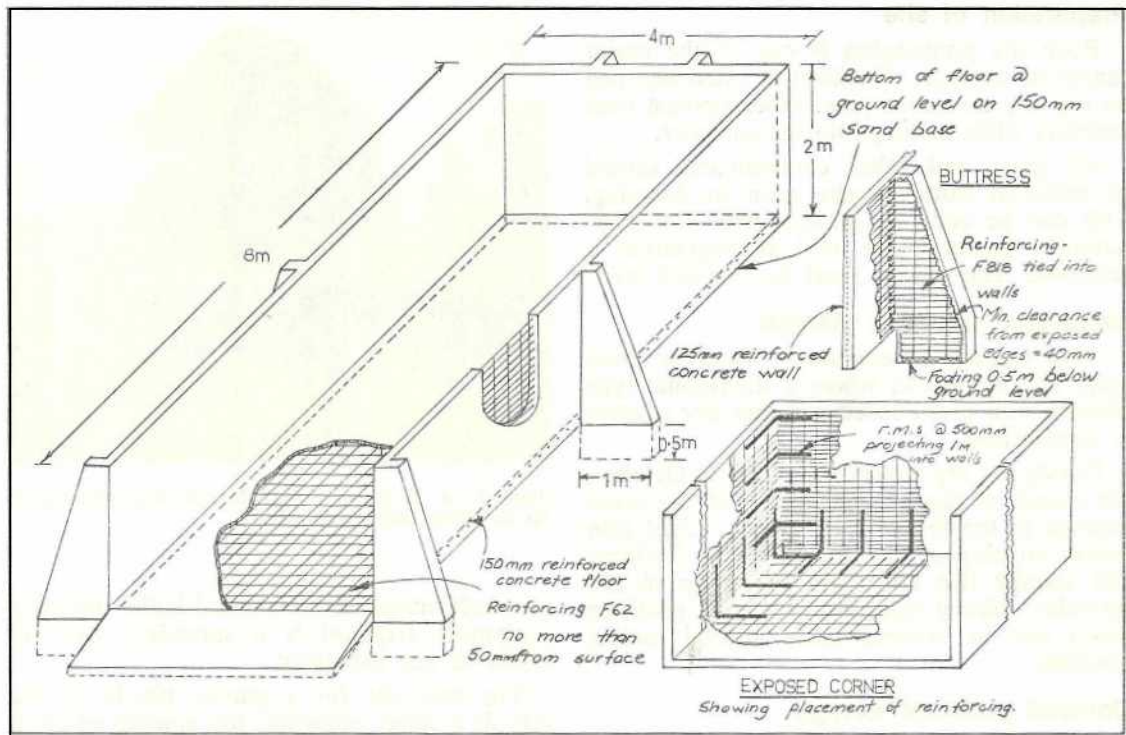 4m
Bottom of floor @
ground level on 150mm
sand base
2m
BUTTRESS
8m
Reinforcing-
F818 tied into
walls
Min. clearance
from exposed
edges = 40mm
125mm reinforced
concrete wall
Footing 0.5m below
ground level
0.5m
1m
r.m.s @ 500mm
projecting 1m
into walls
150mm reinforced
concrete floor
Reinforcing F62
no more than
50mm from surface
EXPOSED CORNER
Showing placement of reinforcing.